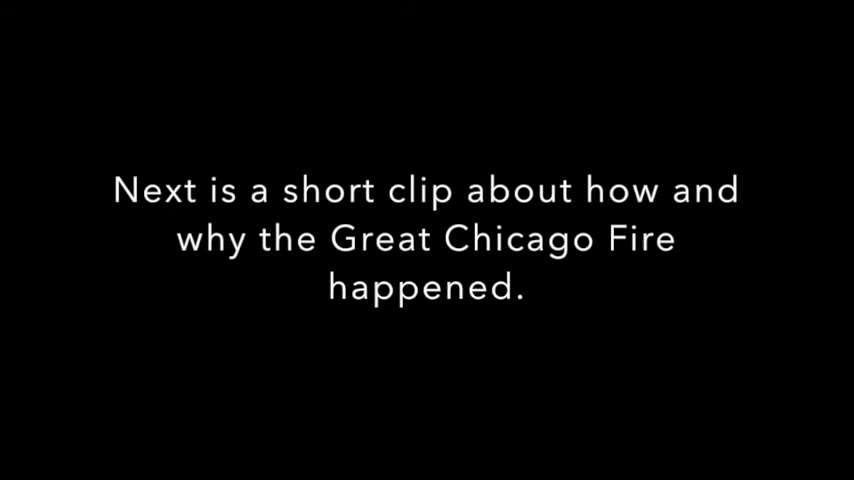 Next is a short clip about how and
why the Great Chicago Fire
happened.